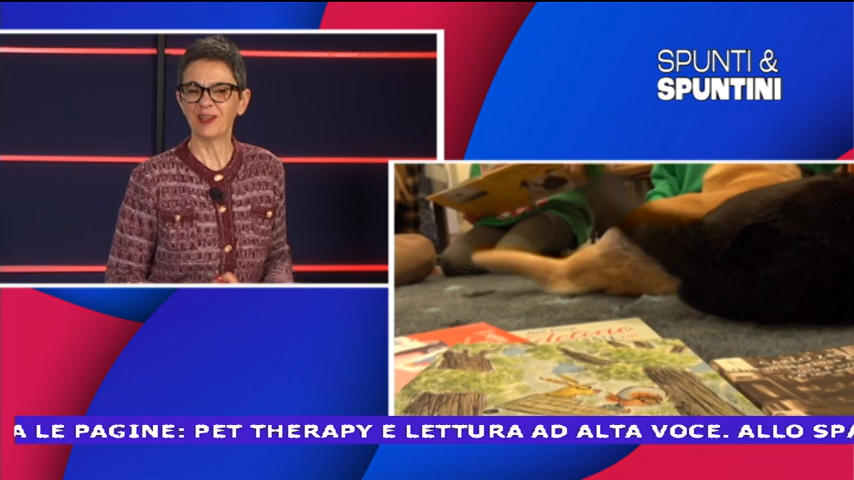 SPUNTI &
SPUNTINI
A LE PAGINE: PET THERAPY E LETTURA AD ALTA VOCE. ALLO SPA